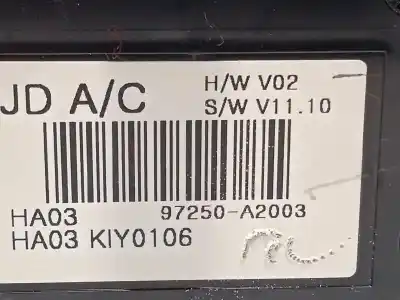 JD A/C
H/W V02
S/W V11.10
HA03 97250-A2003
HA03 KIY0106